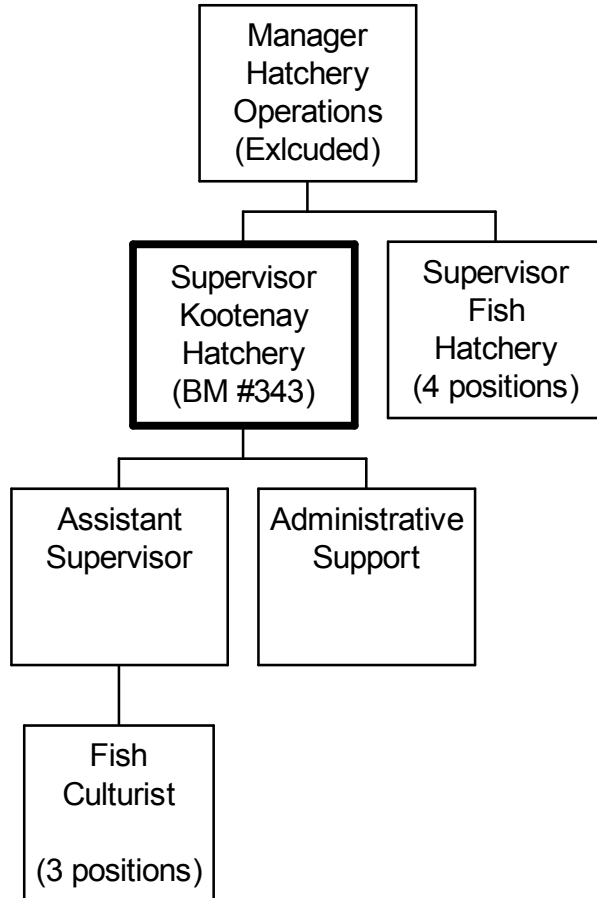 Manager
Hatchery
Operations
(Exlcuded)
Supervisor
Kootenay
Hatchery
(BM #343)
Supervisor
Fish
Hatchery
(4 positions)
Assistant
Supervisor
Administrative
Support
Fish
Culturist
(3 positions)